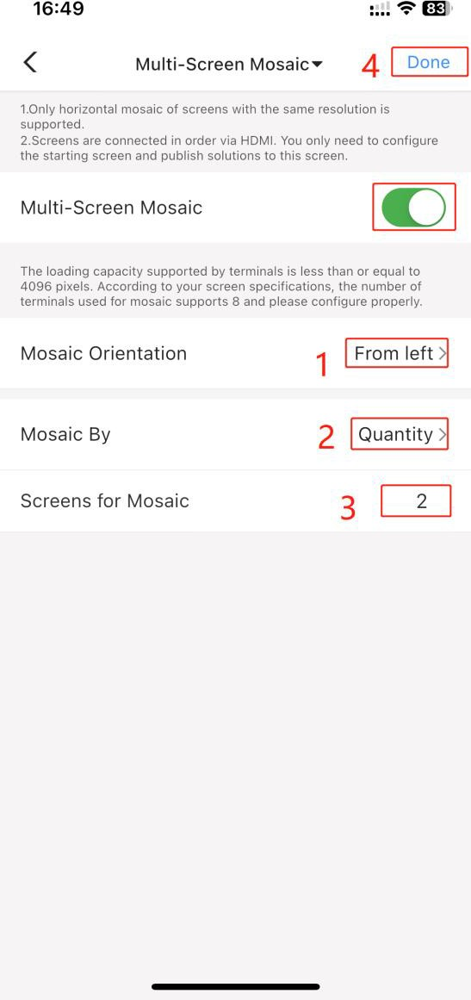 16:49
83
Multi-Screen Mosaic
4
Done
1.Only horizontal mosaic of screens with the same resolution is
supported.
2.Screens are connected in order via HDMI. You only need to configure
the starting screen and publish solutions to this screen.
Multi-Screen Mosaic
The loading capacity supported by terminals is less than or equal to
4096 pixels. According to your screen specifications, the number of
terminals used for mosaic supports 8 and please configure properly.
Mosaic Orientation
1
From left
Mosaic By
2
Quantity
Screens for Mosaic
3
2